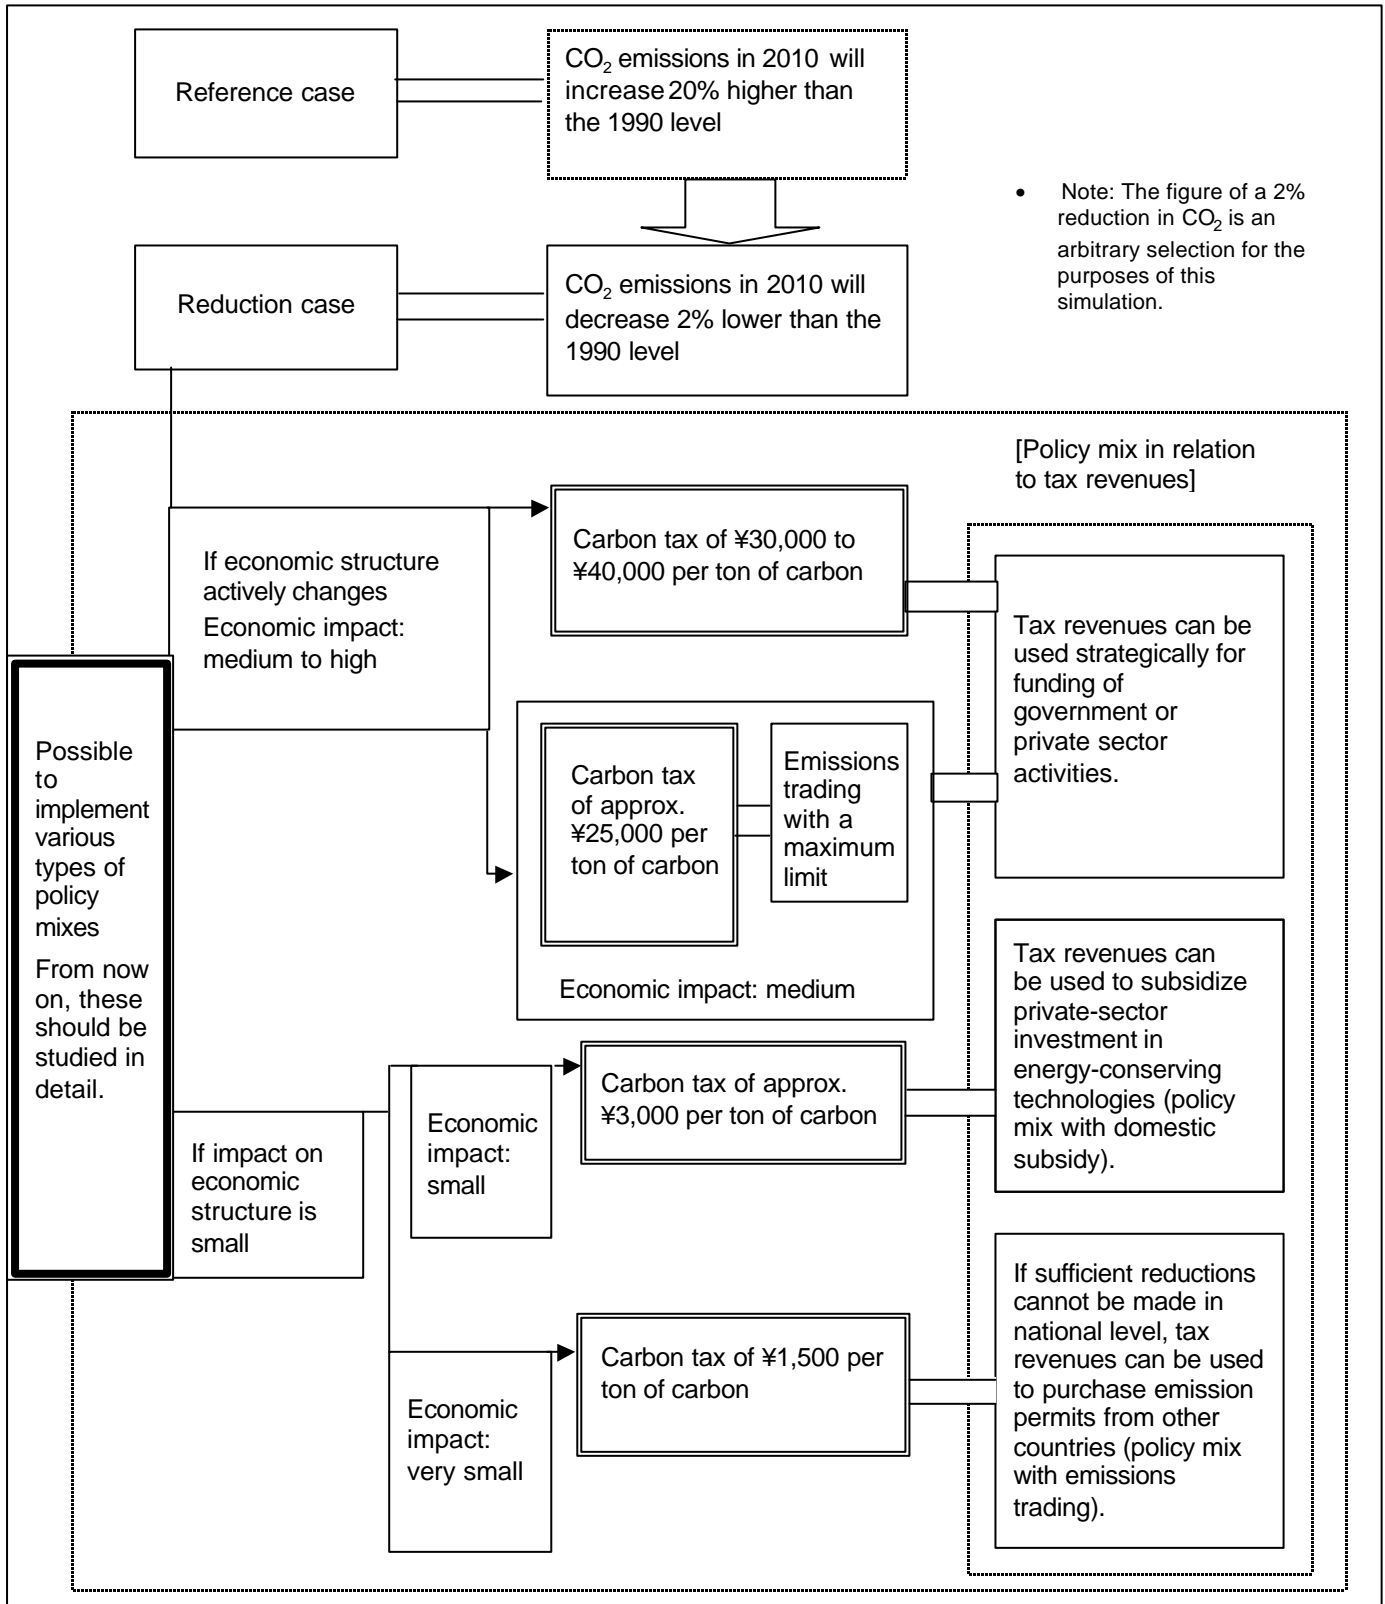 Reference case
CO₂ emissions in 2010 will
increase 20% higher than
the 1990 level
• Note: The figure of a 2%
reduction in CO₂ is an
arbitrary selection for the
purposes of this
simulation.
Reduction case
CO₂ emissions in 2010 will
decrease 2% lower than the
1990 level
[Policy mix in relation
to tax revenues]
If economic structure
actively changes
Economic impact:
medium to high
Carbon tax of ¥30,000 to
¥40,000 per ton of carbon
Tax revenues can be
used strategically for
funding of
government or
private sector
activities.
Possible
to
implement
various
types of
policy
mixes
From now
on, these
should be
studied in
detail.
Carbon tax
of approx.
¥25,000 per
ton of carbon
Emissions
trading
with a
maximum
limit
Economic impact: medium
If impact on
economic
structure is
small
Economic
impact:
small
Carbon tax of approx.
¥3,000 per ton of carbon
Tax revenues can
be used to subsidize
private-sector
investment in
energy-conserving
technologies (policy
mix with domestic
subsidy).
Economic
impact:
very small
Carbon tax of ¥1,500 per
ton of carbon
If sufficient reductions
cannot be made in
national level, tax
revenues can be used
to purchase emission
permits from other
countries (policy mix
with emissions
trading).